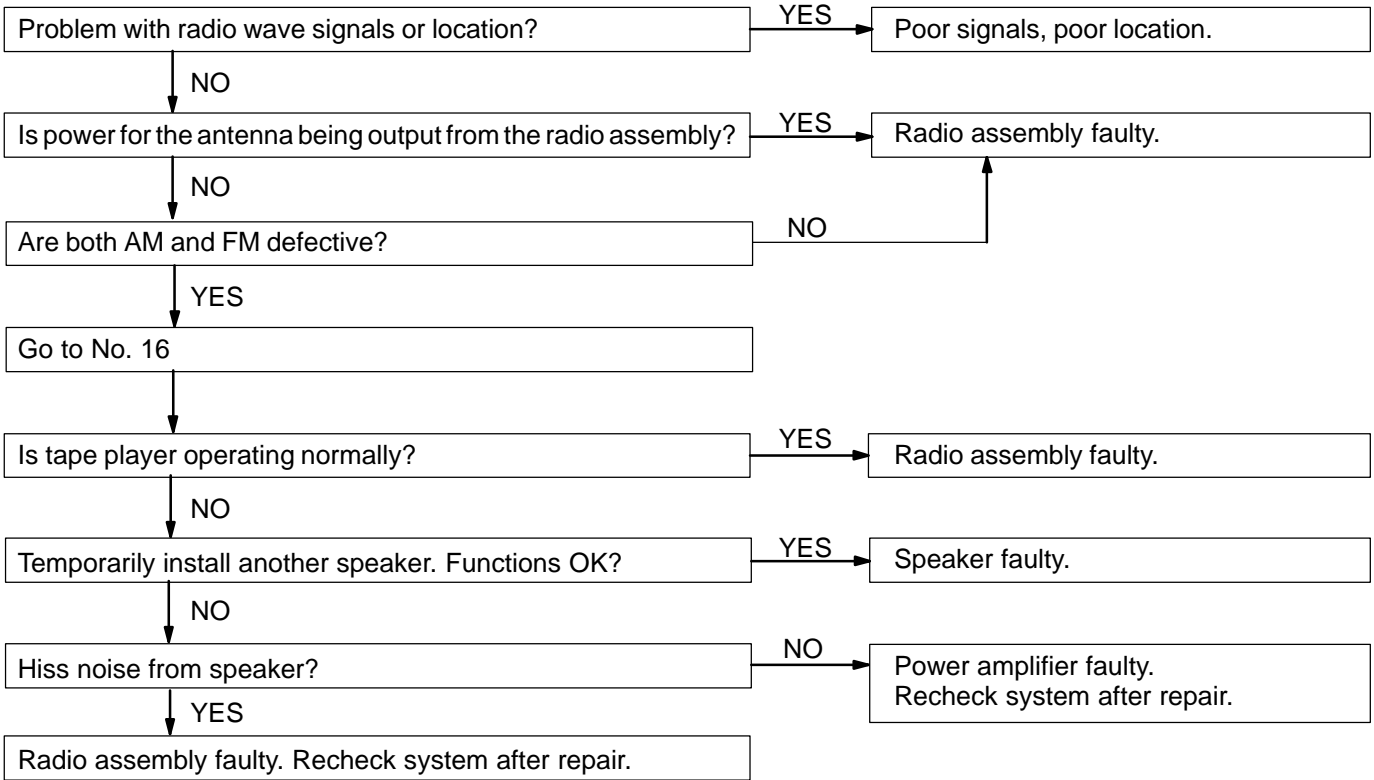 Problem with radio wave signals or location?
YES
Poor signals, poor location.
NO
Is power for the antenna being output from the radio assembly?
YES
Radio assembly faulty.
NO
Are both AM and FM defective?
NO
YES
Go to No. 16
Is tape player operating normally?
YES
Radio assembly faulty.
NO
Temporarily install another speaker. Functions OK?
YES
Speaker faulty.
NO
Hiss noise from speaker?
NO
Power amplifier faulty.
Recheck system after repair.
YES
Radio assembly faulty. Recheck system after repair.